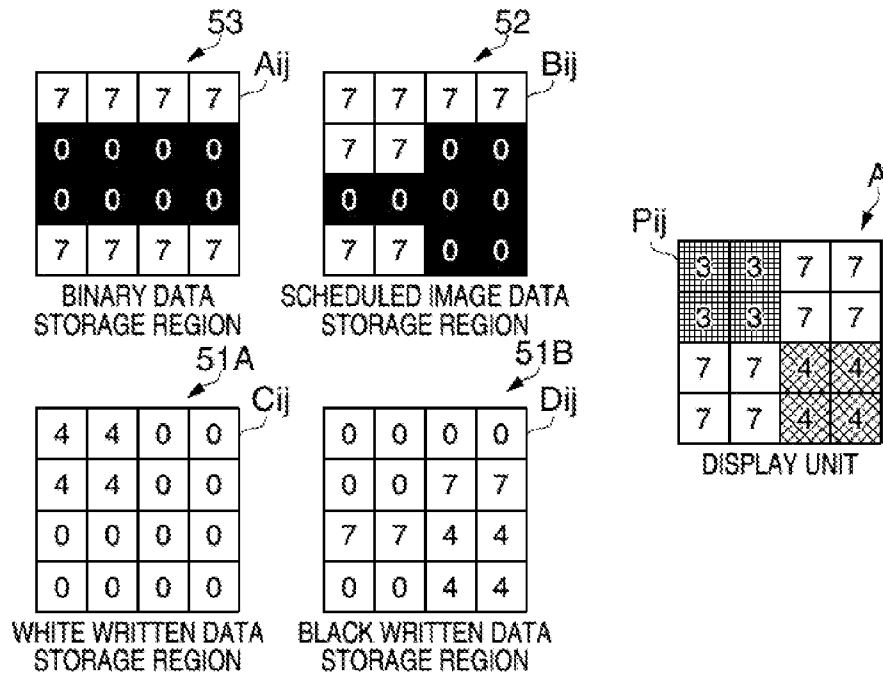 53
Aij
7 7 7 7
0 0 0 0
0 0 0 0
7 7 7 7
BINARY DATA
STORAGE REGION
52
Bij
7 7 7 7
7 7 0 0
0 0 0 0
7 7 0 0
SCHEDULED IMAGE DATA
STORAGE REGION
A
Pij
3 3 7 7
3 3 7 7
7 7 4 4
7 7 4 4
DISPLAY UNIT
51A
Cij
4 4 0 0
4 4 0 0
0 0 0 0
0 0 0 0
WHITE WRITTEN DATA
STORAGE REGION
51B
Dij
0 0 0 0
0 0 7 7
7 7 4 4
0 0 4 4
BLACK WRITTEN DATA
STORAGE REGION